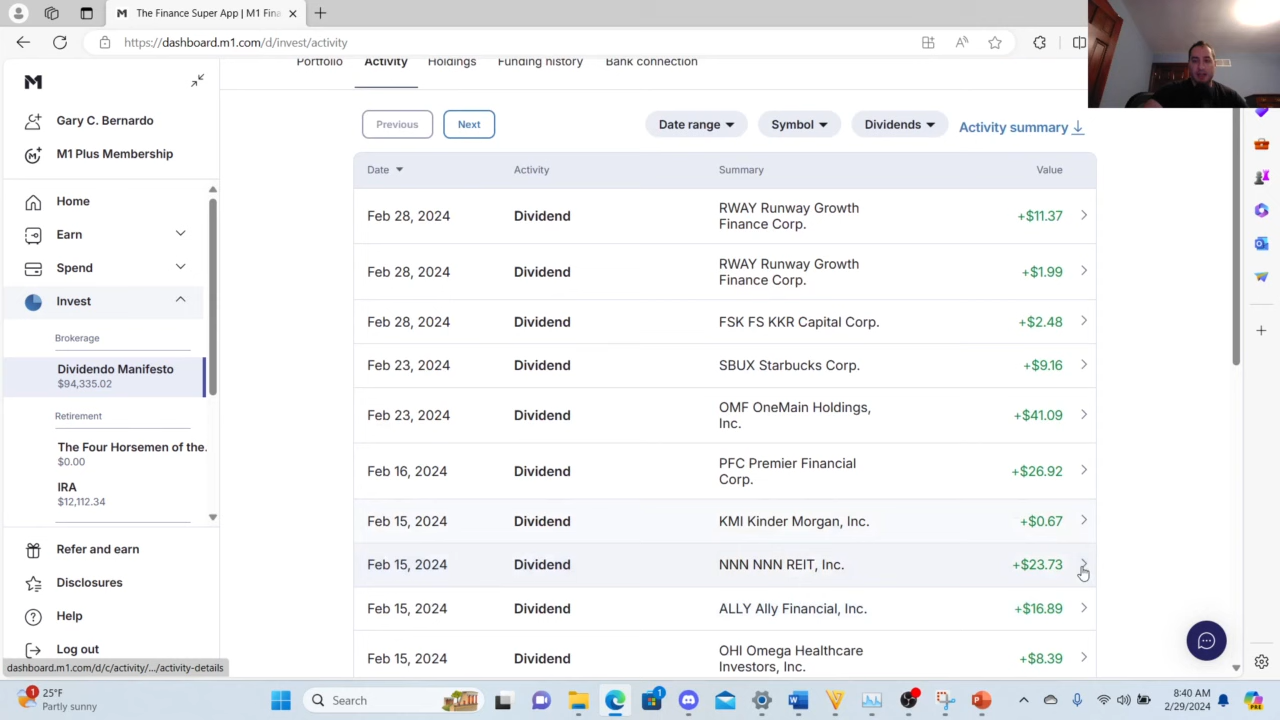 The Finance Super App | M1 Fina
https://dashboard.m1.com/d/invest/activity
M1
Gary C. Bernardo
M1 Plus Membership
Home
Earn
Spend
Invest
Brokerage
Dividendo Manifesto
$94,335.02
Retirement
The Four Horsemen of the.
$0.00
IRA
$12,112.34
Refer and earn
Disclosures
Help
Log out
dashboard.m1.com/d/c/activity/.../activity-details
Portfolio Activity Holdings Funding history Bank connection
Previous Next Date range Symbol Dividends Activity summary
Date Activity Summary Value
Feb 28, 2024 Dividend RWAY Runway Growth +$11.37
Finance Corp.
Feb 28, 2024 Dividend RWAY Runway Growth +$1.99
Finance Corp.
Feb 28, 2024 Dividend FSK FS KKR Capital Corp. +$2.48
Feb 23, 2024 Dividend SBUX Starbucks Corp. +$9.16
Feb 23, 2024 Dividend OMF OneMain Holdings, +$41.09
Inc.
Feb 16, 2024 Dividend PFC Premier Financial +$26.92
Corp.
Feb 15, 2024 Dividend KMI Kinder Morgan, Inc. +$0.67
Feb 15, 2024 Dividend NNN NNN REIT, Inc. +$23.73
Feb 15, 2024 Dividend ALLY Ally Financial, Inc. +$16.89
Feb 15, 2024 Dividend OHI Omega Healthcare +$8.39
Investors, Inc.
1
25°F
Partly sunny
Search
1
8:40 AM
2/29/2024
PRE